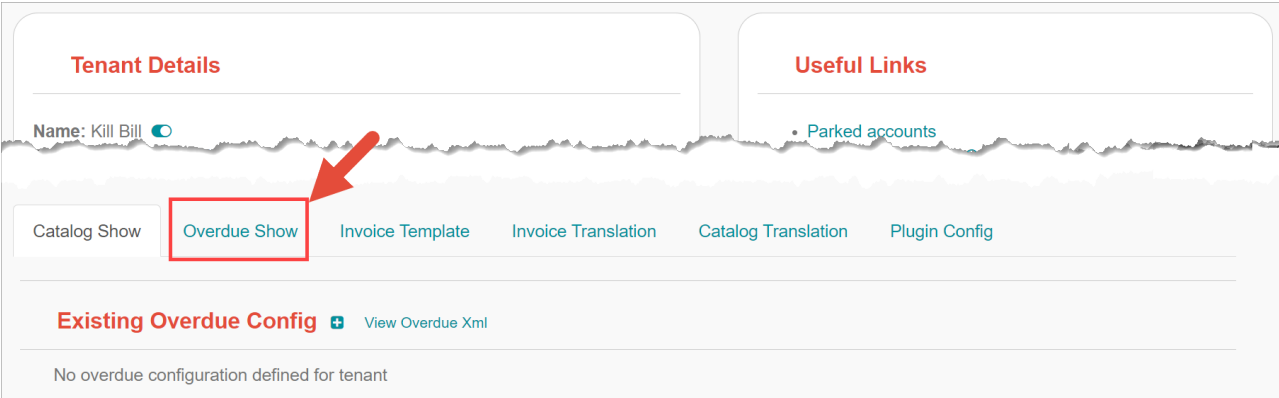 Tenant Details
Useful Links
Name: Kill Bill
• Parked accounts
Catalog Show
Overdue Show
Invoice Template
Invoice Translation
Catalog Translation
Plugin Config
Existing Overdue Config
View Overdue Xml
No overdue configuration defined for tenant